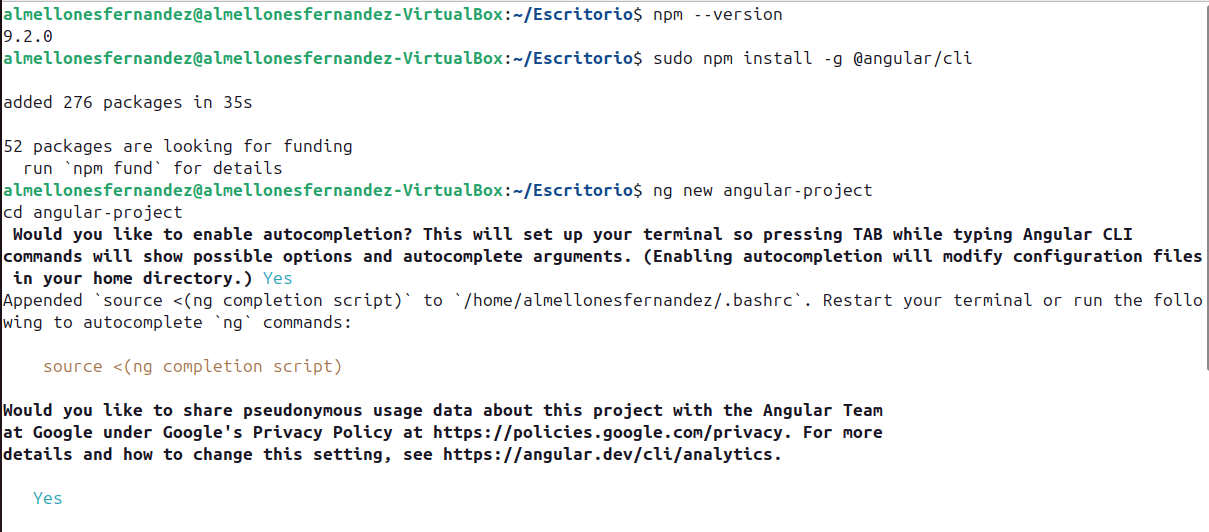 almellonesfernandez@almellonesfernandez-VirtualBox:~/Escritorio$ npm --version
9.2.0
almellonesfernandez@almellonesfernandez-VirtualBox:~/Escritorio$ sudo npm install -g @angular/cli
added 276 packages in 35s
52 packages are looking for funding
  run `npm fund` for details
almellonesfernandez@almellonesfernandez-VirtualBox:~/Escritorio$ ng new angular-project
cd angular-project
 Would you like to enable autocompletion? This will set up your terminal so pressing TAB while typing Angular CLI
commands will show possible options and autocomplete arguments. (Enabling autocompletion will modify configuration files
 in your home directory.) Yes
Appended `source <(ng completion script)` to `/home/almellonesfernandez/.bashrc`. Restart your terminal or run the follo
wing to autocomplete `ng` commands:
    source <(ng completion script)
Would you like to share pseudonymous usage data about this project with the Angular Team
at Google under Google's Privacy Policy at https://policies.google.com/privacy. For more
details and how to change this setting, see https://angular.dev/cli/analytics.
   Yes